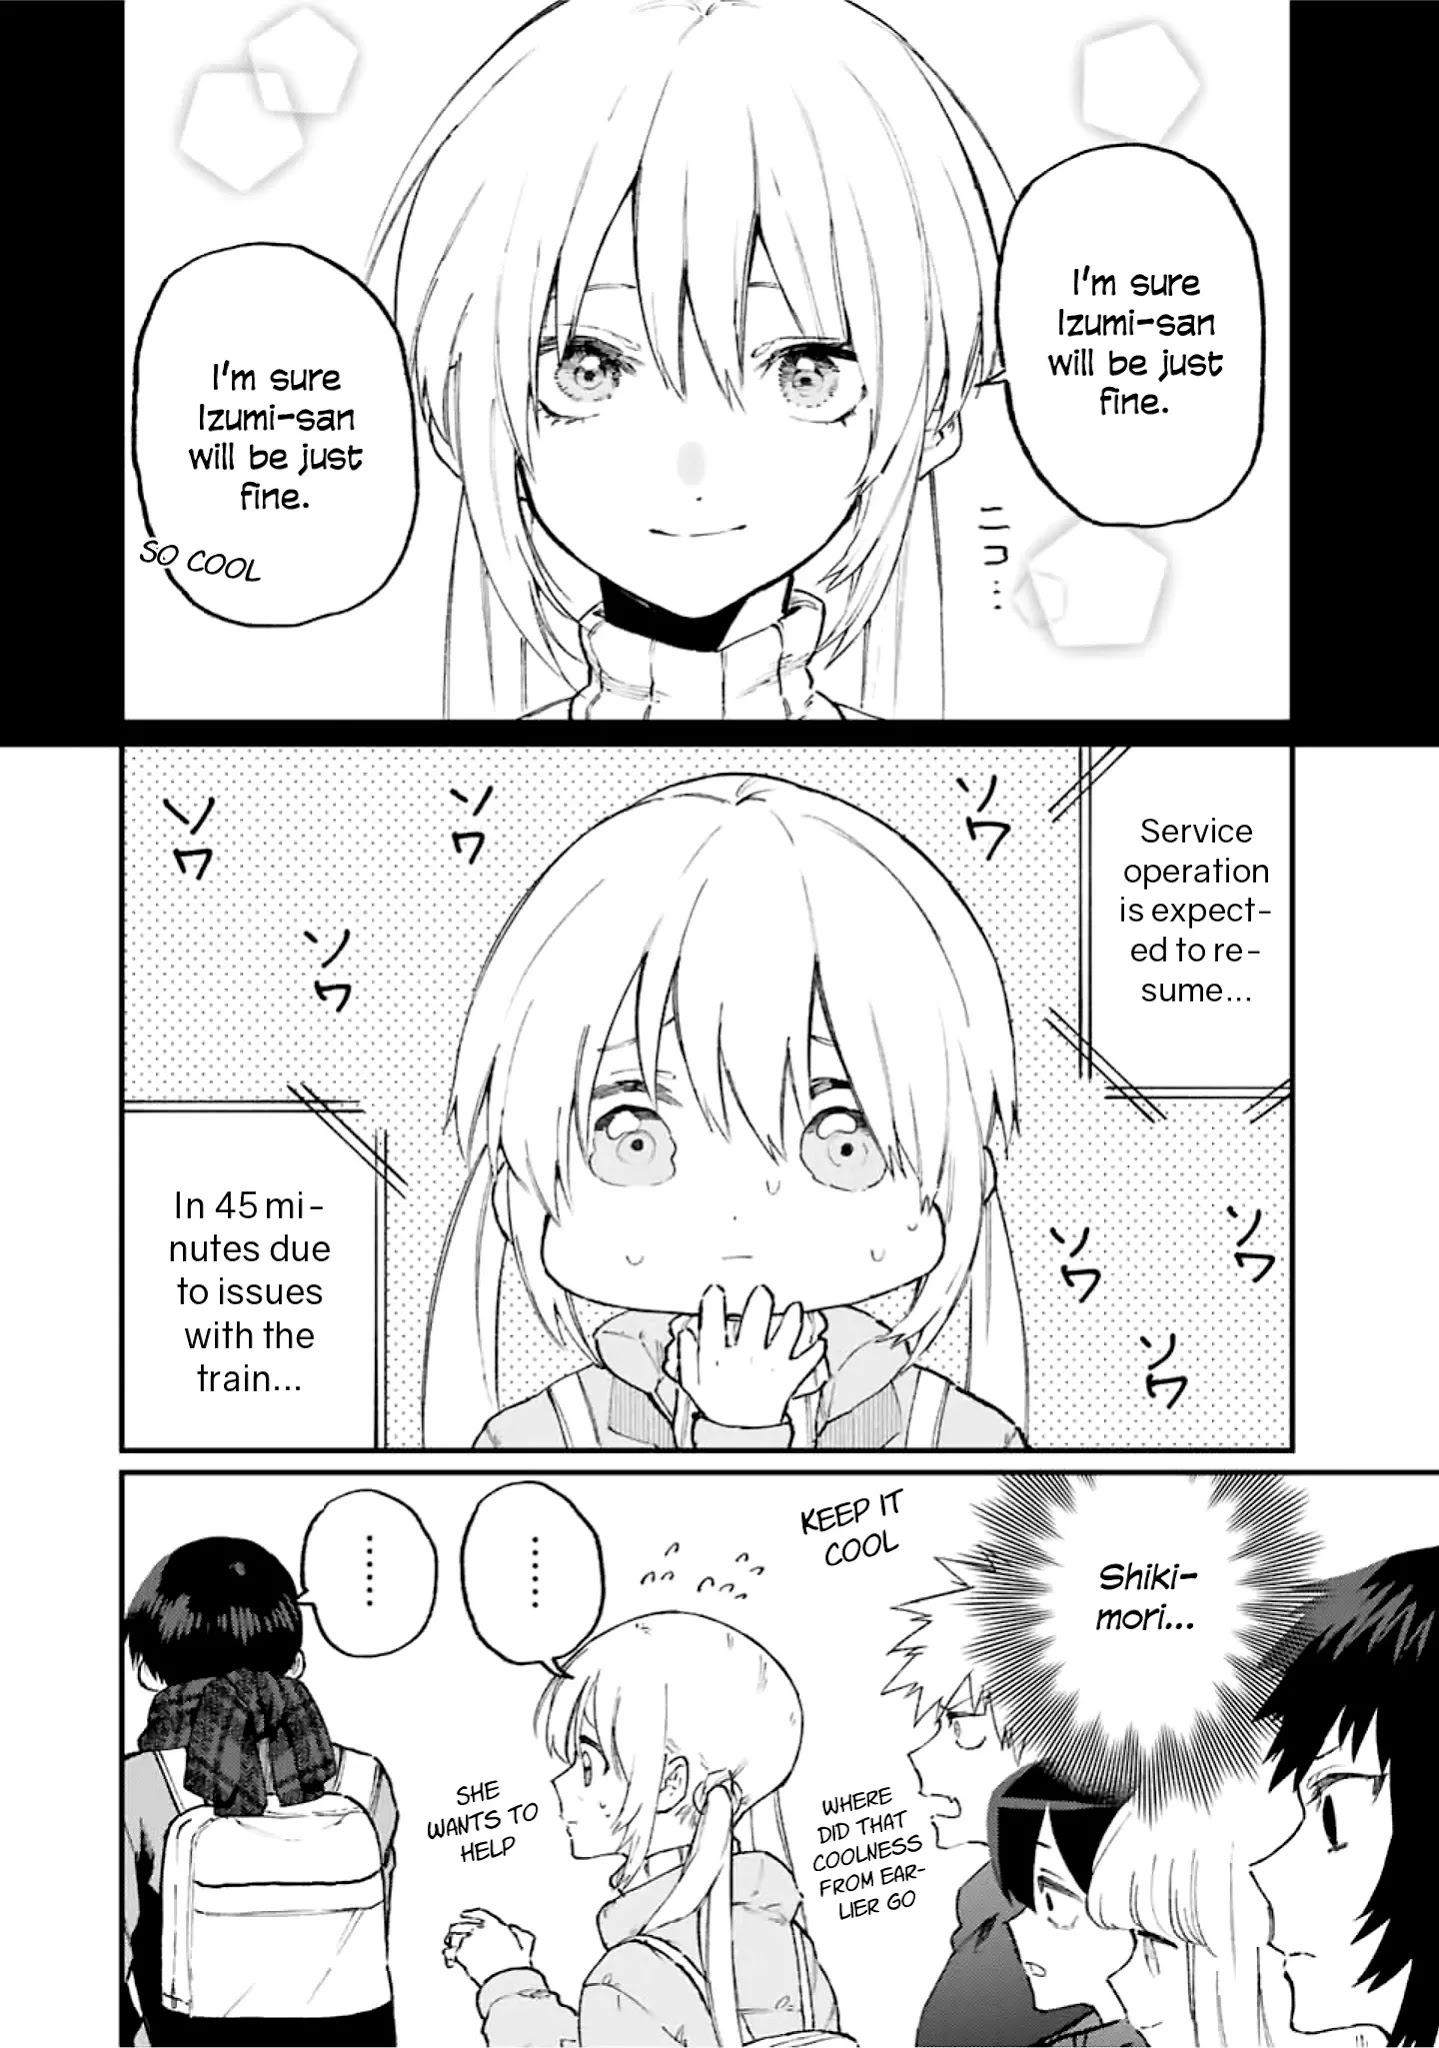 I'm sure
Izumi-san
will be just
fine.
ニコ…
I'm sure
Izumi-san
will be just
fine.
SO COOL
Service
operation
is expect-
ed to re-
sume...
ソワ
ソワ
ソワ
ソワ
In 45 mi-
nutes due
to issues
with the
train...
ソワ
ソワ
ソワ
Shiki-
mori...
KEEP IT
COOL
......
......
WHERE
DID THAT
COOLNESS
FROM EAR-
LIER GO
SHE
WANTS TO
HELP